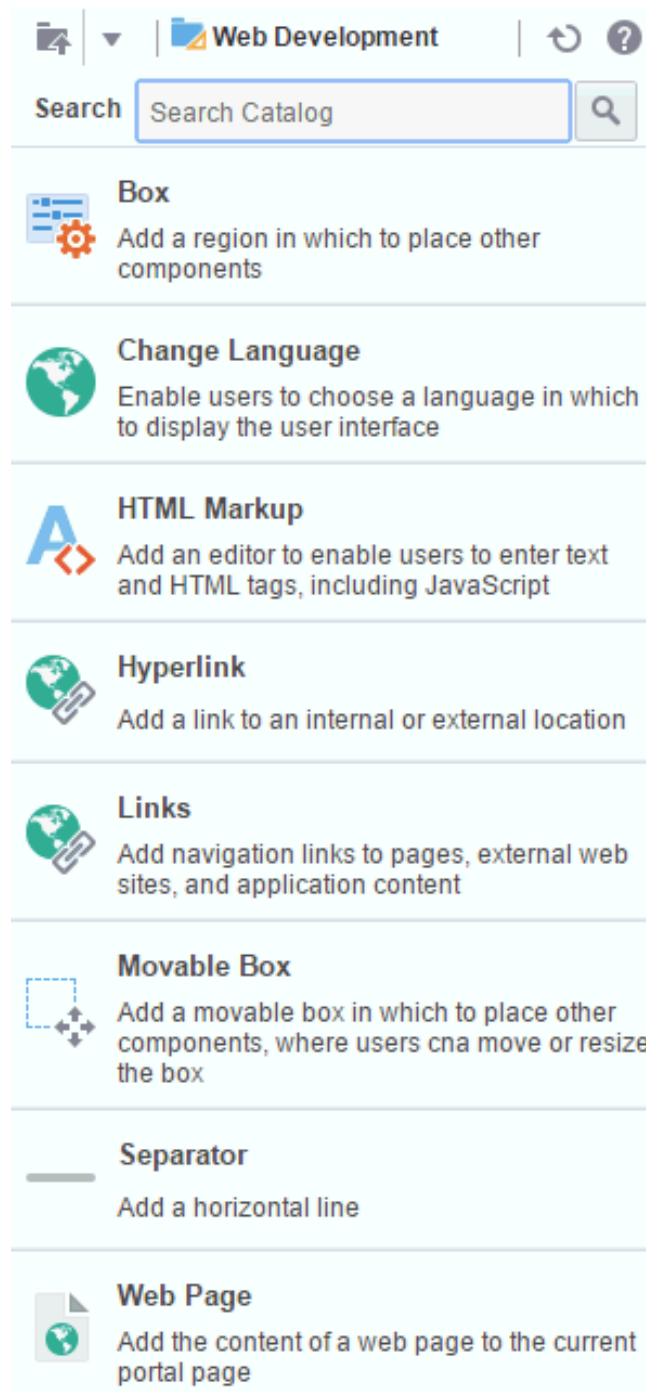 Web Development
Search Search Catalog
Box
Add a region in which to place other
components
Change Language
Enable users to choose a language in which
to display the user interface
HTML Markup
Add an editor to enable users to enter text
and HTML tags, including JavaScript
Hyperlink
Add a link to an internal or external location
Links
Add navigation links to pages, external web
sites, and application content
Movable Box
Add a movable box in which to place other
components, where users cna move or resize
the box
Separator
Add a horizontal line
Web Page
Add the content of a web page to the current
portal page